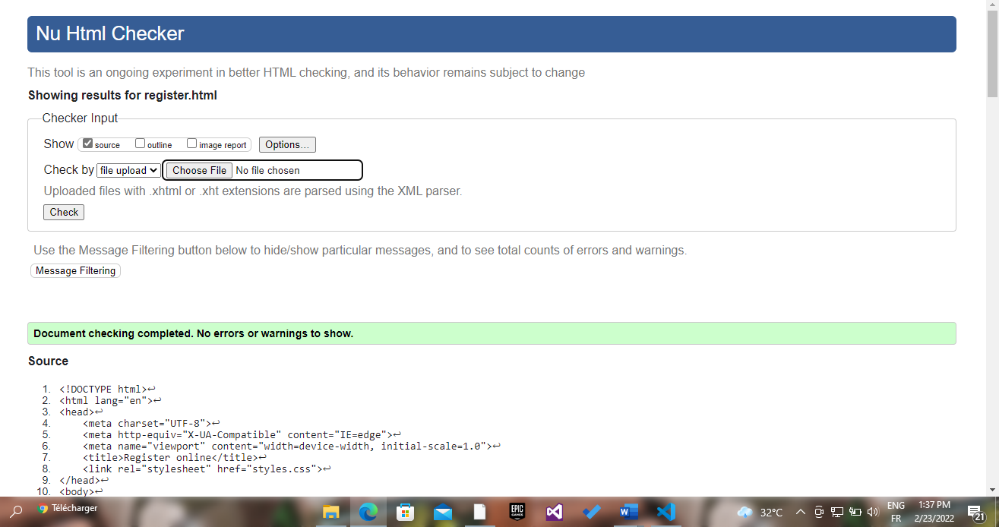 Nu Html Checker
This tool is an ongoing experiment in better HTML checking, and its behavior remains subject to change
Showing results for register.html
Checker Input
Show source outline image report Options...
Check by file upload Choose File No file chosen
Uploaded files with .xhtml or .xht extensions are parsed using the XML parser.
Check
Use the Message Filtering button below to hide/show particular messages, and to see total counts of errors and warnings.
Message Filtering
Document checking completed. No errors or warnings to show.
Source
1. <!DOCTYPE html>↩
2. <html lang="en">↩
3. <head>↩
4.     <meta charset="UTF-8">↩
5.     <meta http-equiv="X-UA-Compatible" content="IE=edge">↩
6.     <meta name="viewport" content="width=device-width, initial-scale=1.0">↩
7.     <title>Register online</title>↩
8.     <link rel="stylesheet" href="styles.css">↩
9. </head>↩
10. <body>↩
Télécharger
EPIC
GAMES
W
32°C
ENG
FR
1:37 PM
2/23/2022
21